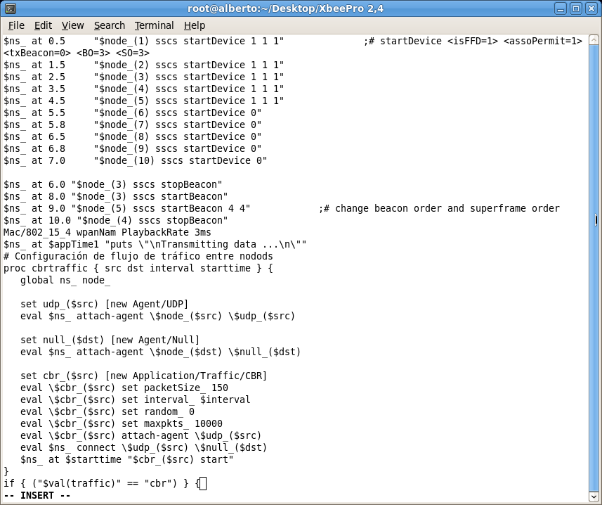 root@alberto:~/Desktop/XbeePro 2,4
File Edit View Search Terminal Help
$ns_ at 0.5     "$node_(1) sscs startDevice 1 1 1"              ;# startDevice <isFFD=1> <assoPermit=1>
<txBeacon=0> <BO=3> <SO=3>
$ns_ at 1.5     "$node_(2) sscs startDevice 1 1 1"
$ns_ at 2.5     "$node_(3) sscs startDevice 1 1 1"
$ns_ at 3.5     "$node_(4) sscs startDevice 1 1 1"
$ns_ at 4.5     "$node_(5) sscs startDevice 1 1 1"
$ns_ at 5.5     "$node_(6) sscs startDevice 0"
$ns_ at 5.8     "$node_(7) sscs startDevice 0"
$ns_ at 6.5     "$node_(8) sscs startDevice 0"
$ns_ at 6.8     "$node_(9) sscs startDevice 0"
$ns_ at 7.0     "$node_(10) sscs startDevice 0"
$ns_ at 6.0 "$node_(3) sscs stopBeacon"
$ns_ at 8.0 "$node_(3) sscs startBeacon"
$ns_ at 9.0 "$node_(5) sscs startBeacon 4 4"            ;# change beacon order and superframe order
$ns_ at 10.0 "$node_(4) sscs stopBeacon"
Mac/802_15_4 wpanNam PlaybackRate 3ms
$ns_ at $appTime1 "puts \"\nTransmitting data ...\n\""
# Configuración de flujo de tráfico entre nodods
proc cbrtraffic { src dst interval starttime } {
   global ns_ node_
   set udp_($src) [new Agent/UDP]
   eval $ns_ attach-agent \$node_($src) \$udp_($src)
   set null_($dst) [new Agent/Null]
   eval $ns_ attach-agent \$node_($dst) \$null_($dst)
   set cbr_($src) [new Application/Traffic/CBR]
   eval \$cbr_($src) set packetSize_ 150
   eval \$cbr_($src) set interval_ $interval
   eval \$cbr_($src) set random_ 0
   eval \$cbr_($src) set maxpkts_ 10000
   eval \$cbr_($src) attach-agent \$udp_($src)
   eval $ns_ connect \$udp_($src) \$null_($dst)
   $ns_ at $starttime "$cbr_($src) start"
}
if { ("$val(traffic)" == "cbr") } {
-- INSERT --